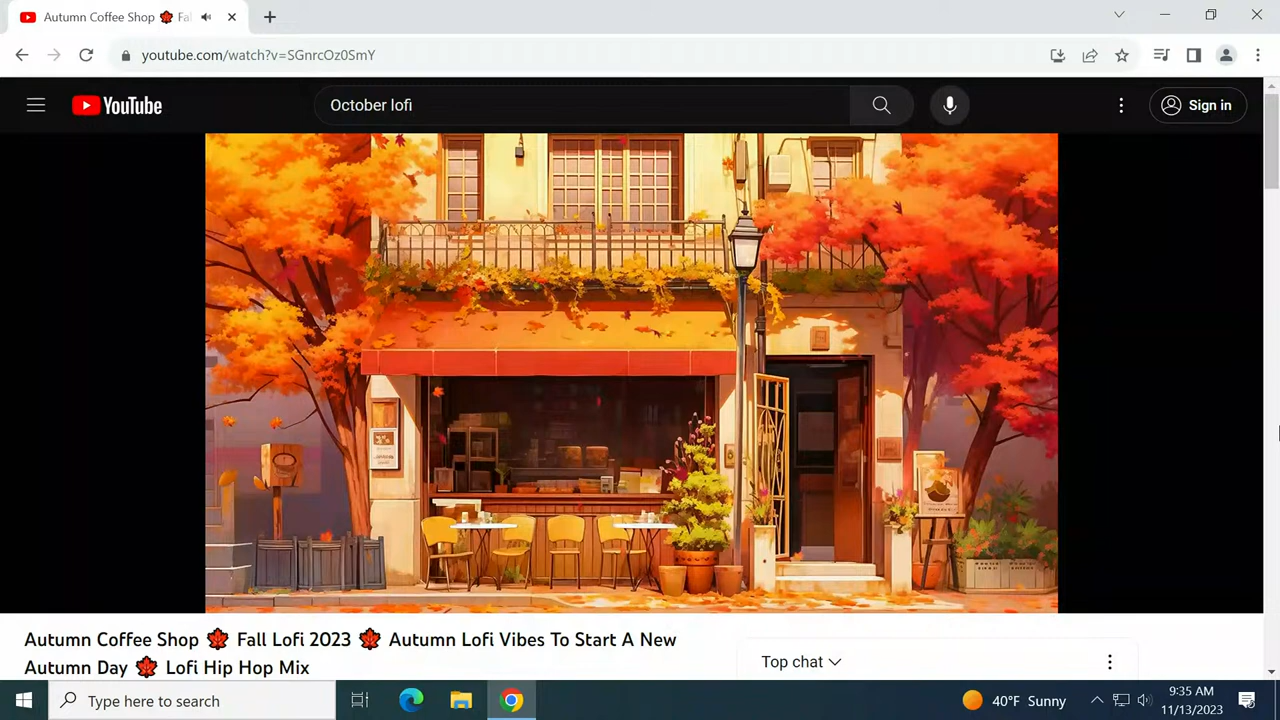 Autumn Coffee Shop 🍁 Fal
youtube.com/watch?v=SGnrcOz0SmY
YouTube
October lofi
Sign in
Autumn Coffee Shop 🍁 Fall Lofi 2023 🍁 Autumn Lofi Vibes To Start A New
Autumn Day 🍁 Lofi Hip Hop Mix
Top chat
Type here to search
40°F Sunny
9:35 AM
11/13/2023